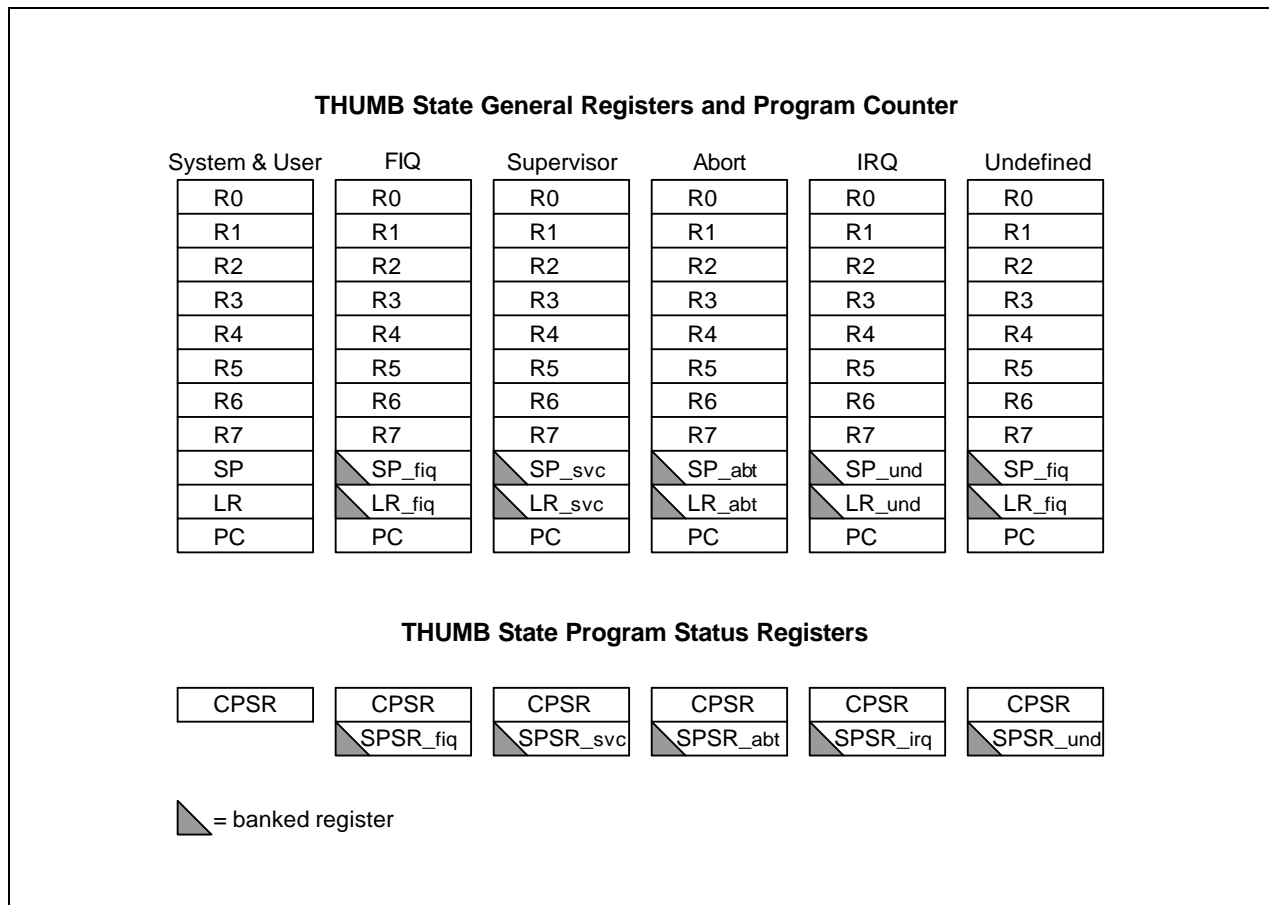 THUMB State General Registers and Program Counter
System & User FIQ Supervisor Abort IRQ Undefined
R0 R0 R0 R0 R0 R0
R1 R1 R1 R1 R1 R1
R2 R2 R2 R2 R2 R2
R3 R3 R3 R3 R3 R3
R4 R4 R4 R4 R4 R4
R5 R5 R5 R5 R5 R5
R6 R6 R6 R6 R6 R6
R7 R7 R7 R7 R7 R7
SP SP_fiq SP_svc SP_abt SP_und SP_fiq
LR LR_fiq LR_svc LR_abt LR_und LR_fiq
PC PC PC PC PC PC
THUMB State Program Status Registers
CPSR CPSR CPSR CPSR CPSR CPSR
SPSR_fiq SPSR_svc SPSR_abt SPSR_irq SPSR_und
= banked register